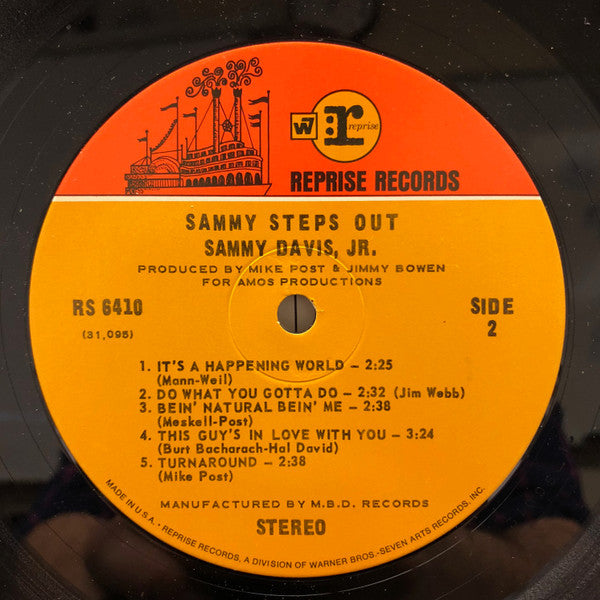 W7
r
reprise
REPRISE RECORDS
SAMMY STEPS OUT
SAMMY DAVIS, JR.
PRODUCED BY MIKE POST & JIMMY BOWEN
FOR AMOS PRODUCTIONS
RS 6410
(31,095)
SIDE
2
1. IT'S A HAPPENING WORLD – 2:25
(Mann-Weil)
2. DO WHAT YOU GOTTA DO – 2:32 (Jim Webb)
3. BEIN' NATURAL BEIN' ME – 2:38
(Meskell-Post)
4. THIS GUY'S IN LOVE WITH YOU – 3:24
(Burt Bacharach-Hal David)
5. TURNAROUND – 2:38
(Mike Post)
MANUFACTURED BY M.B.D. RECORDS
STEREO
MADE IN U.S.A. • REPRISE RECORDS, A DIVISION OF WARNER BROS.-SEVEN ARTS RECORDS, INC.